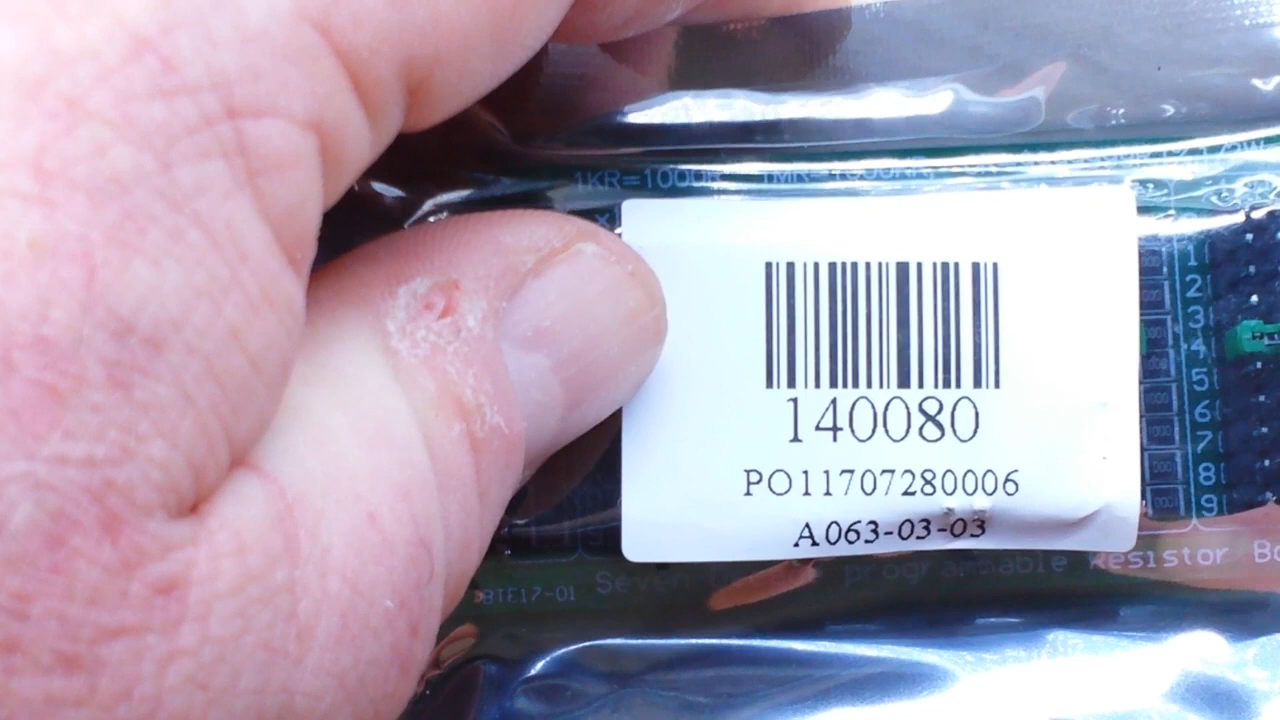 1KR=1000R
140080
PO11707280006
A063-03-03
1
2
3
4
5
6
7
8
9
BTE17-01 Seven programmable Resistor